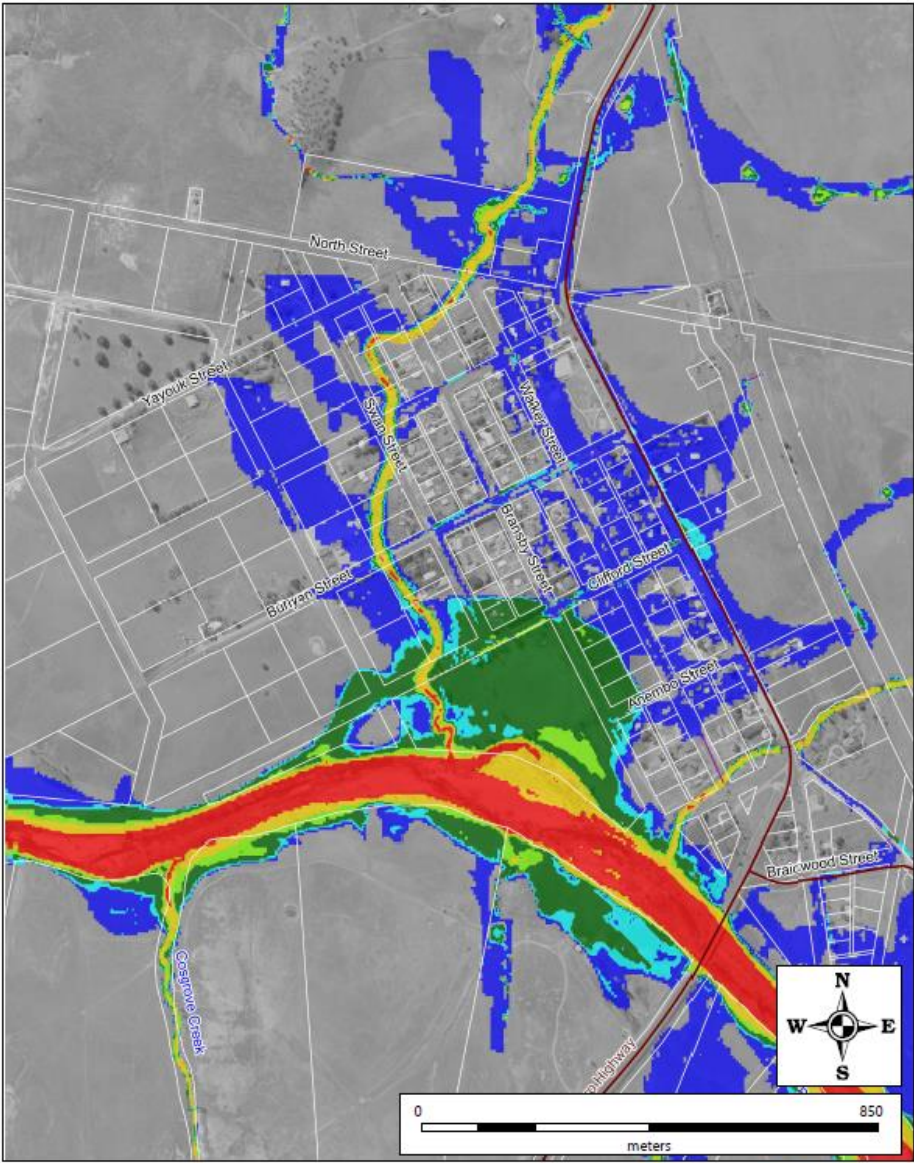 North Street
Yayouk Street
Swan Street
Walker Street
Bransby Street
Clifford Street
Bunyan Street
Anembo Street
Braidwood Street
Cosgrove Creek
Highway
N
W E
S
0 850
meters